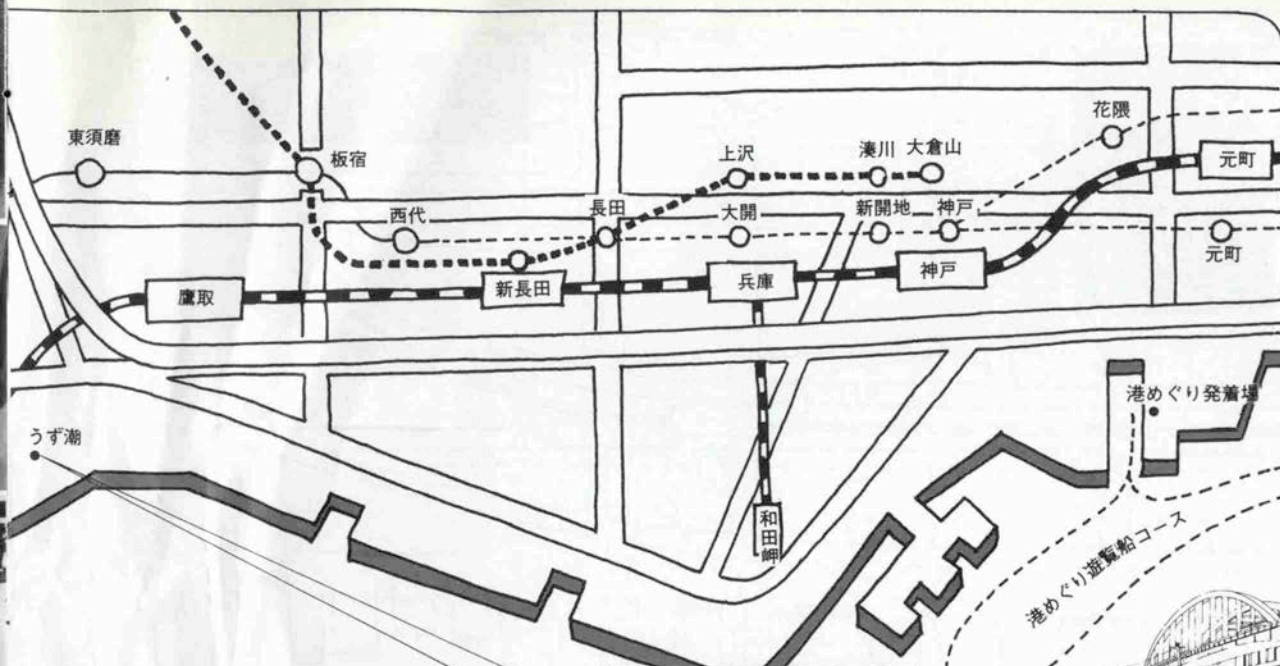 花隈
東須磨
板宿
上沢
湊川
大倉山
元町
西代
長田
大開
新開地
神戸
元町
鷹取
新長田
兵庫
神戸
港めぐり発着場
うず潮
和田岬
港めぐり遊覧船コース